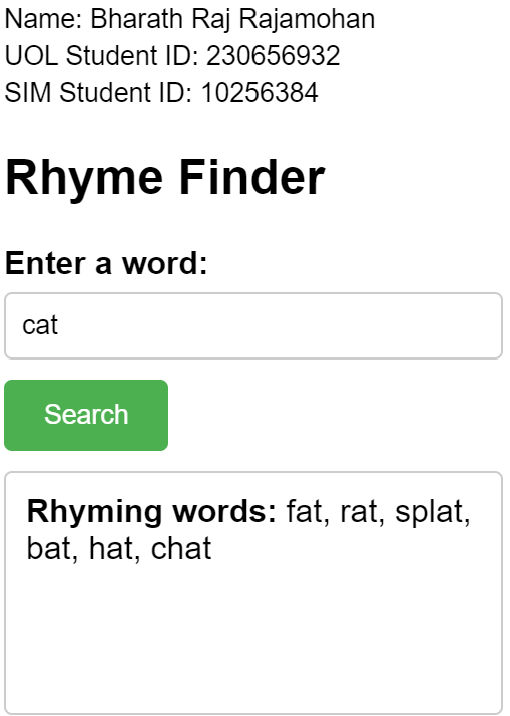 Name: Bharath Raj Rajamohan
UOL Student ID: 230656932
SIM Student ID: 10256384
Rhyme Finder
Enter a word:
cat
Search
Rhyming words: fat, rat, splat,
bat, hat, chat